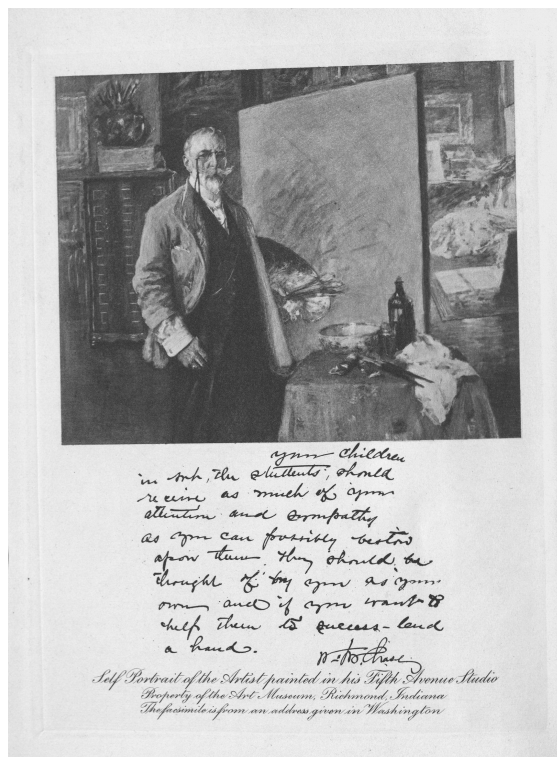 your children
in art, the students, should
receive as much of your
attention and sympathy
as you can possibly bestow
upon them. They should be
thought of by you as your
own and if you want to
help them to success - lend
a hand.
Wm M. Chase
Self Portrait of the Artist painted in his Fifth Avenue Studio
Property of the Art Museum, Richmond, Indiana
The facsimile is from an address given in Washington